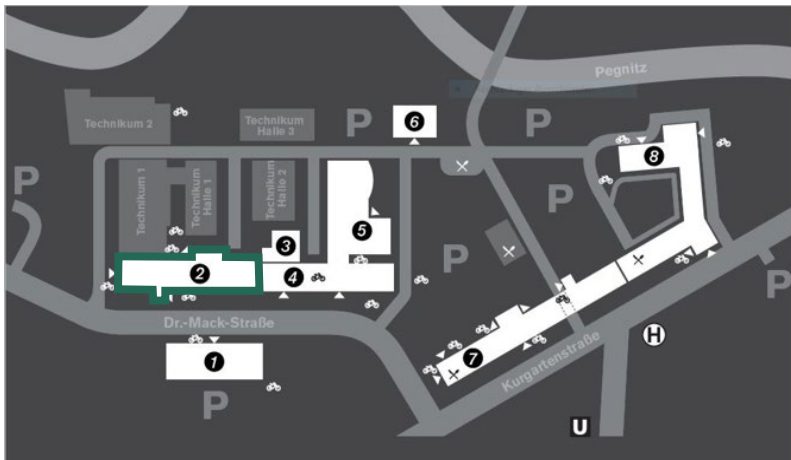 Pegnitz
Technikum 2
Technikum
Halle 3
P
6
P
8
P
Technikum 1
Technikum
Halle 1
Technikum
Halle 2
P
5
3
P
2
4
P
Dr.-Mack-Straße
1
7
Kurgartenstraße
H
P
U